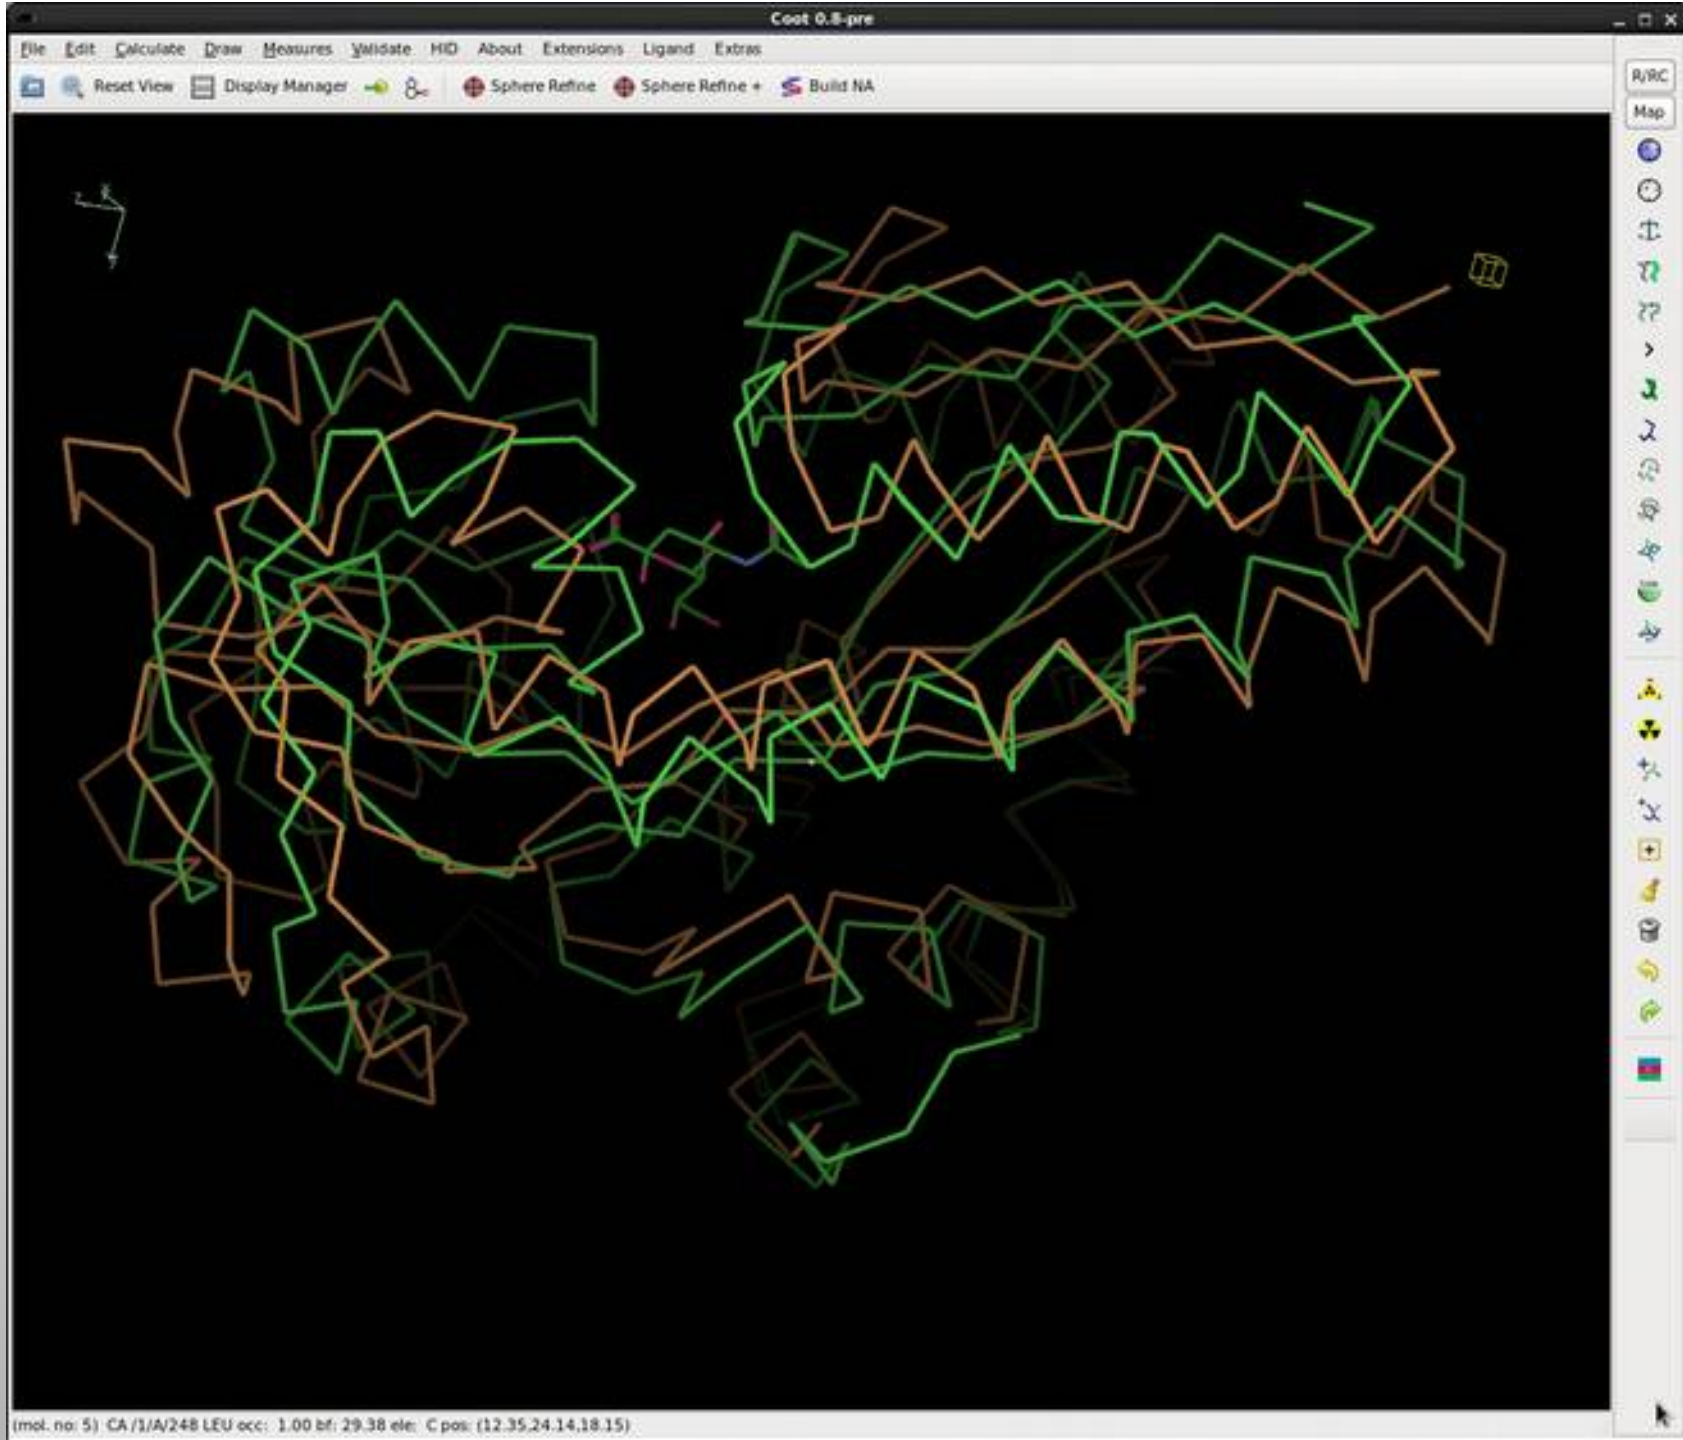 Coot 0.8-pre
File Edit Calculate Draw Measures Validate HID About Extensions Ligand Extras
Reset View Display Manager Sphere Refine Sphere Refine + Build NA
R/RC
Map
(mol. no: 5) CA /1/A/248 LEU occ: 1.00 bf: 29.38 ele: C pos: (12.35,24.14,18.15)